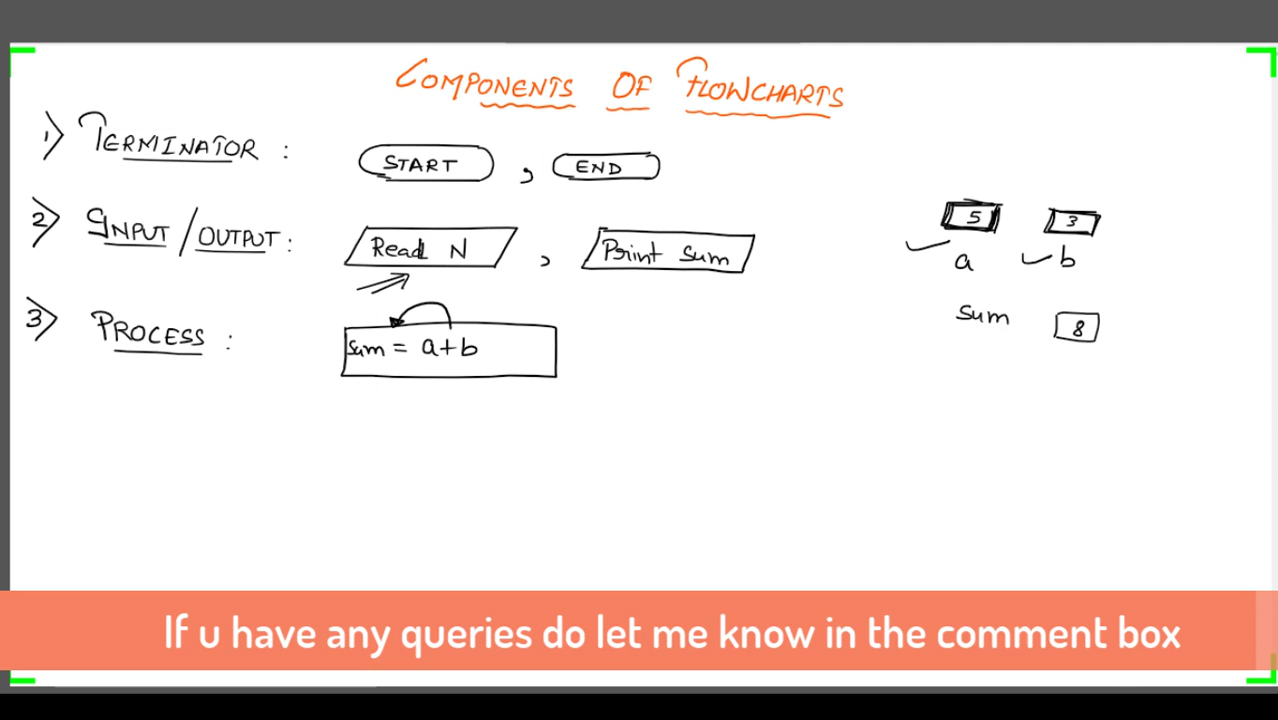 COMPONENTS OF FLOWCHARTS
1) TERMINATOR : START , END
2) INPUT / OUTPUT : Read N , Print Sum
5 3
a b
3) PROCESS : sum = a+b
sum 8
If u have any queries do let me know in the comment box